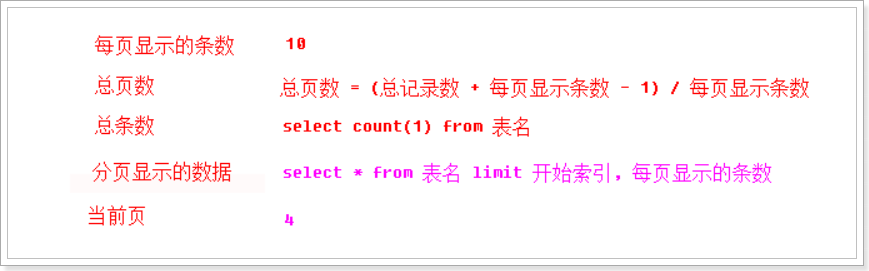 每页显示的条数 10
总页数 总页数 = (总记录数 + 每页显示条数 - 1) / 每页显示条数
总条数 select count(1) from 表名
分页显示的数据 select * from 表名 limit 开始索引，每页显示的条数
当前页 4